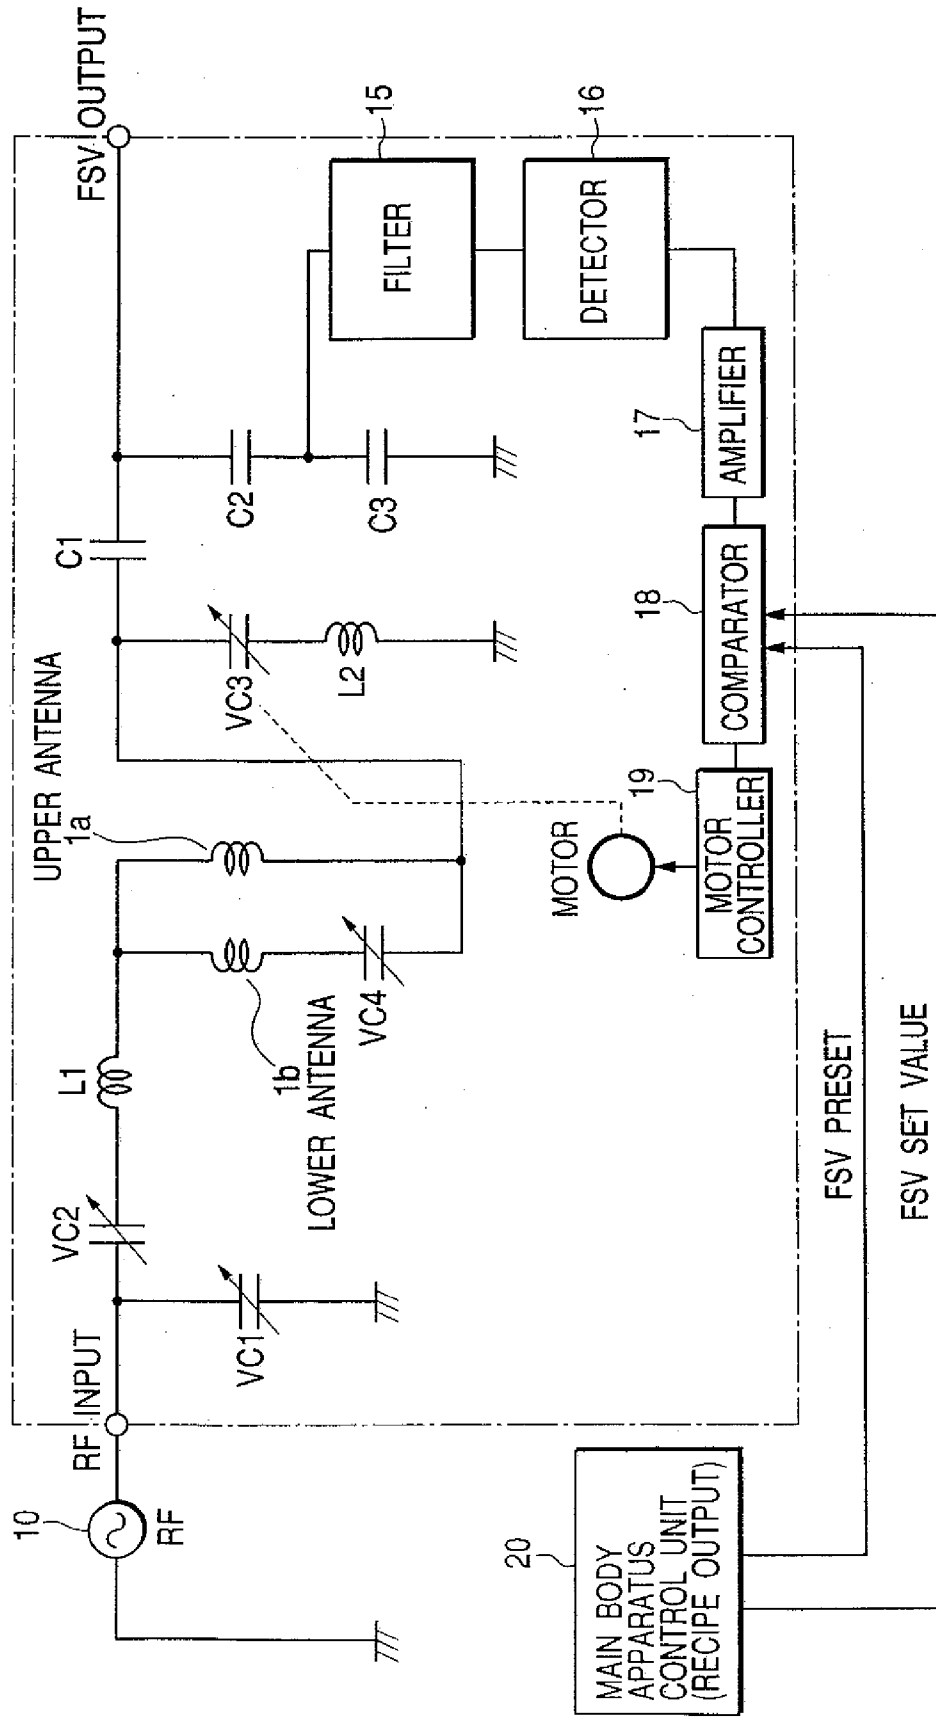 10
RF
RF INPUT
VC1
VC2
L1
LOWER ANTENNA
1b
VC4
UPPER ANTENNA
1a
VC3
L2
C1
C2
C3
FSV OUTPUT
FILTER
15
DETECTOR
16
AMPLIFIER
17
COMPARATOR
18
MOTOR
CONTROLLER
19
MOTOR
20
MAIN BODY
APPARATUS
CONTROL UNIT
(RECIPE OUTPUT)
FSV PRESET
FSV SET VALUE